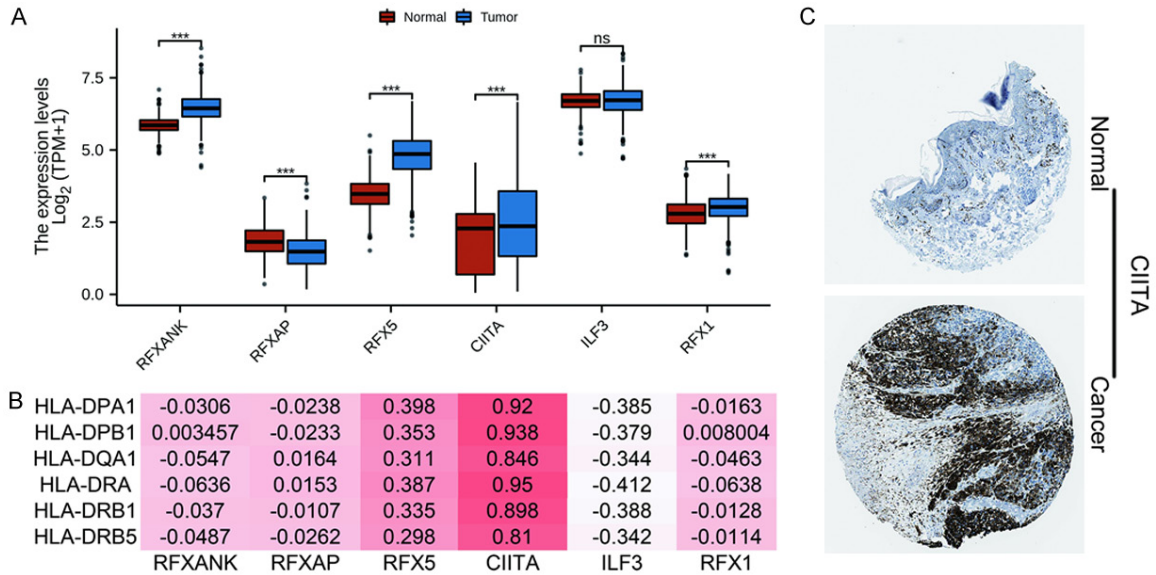 A
Normal Tumor
The expression levels
Log2 (TPM+1)
7.5
5.0
2.5
0.0
***
***
***
***
ns
***
RFXANK
RFXAP
RFX5
CIITA
ILF3
RFX1
B
HLA-DPA1 -0.0306 -0.0238 0.398 0.92 -0.385 -0.0163
HLA-DPB1 0.003457 -0.0233 0.353 0.938 -0.379 0.008004
HLA-DQA1 -0.0547 0.0164 0.311 0.846 -0.344 -0.0463
HLA-DRA -0.0636 0.0153 0.387 0.95 -0.412 -0.0638
HLA-DRB1 -0.037 -0.0107 0.335 0.898 -0.388 -0.0128
HLA-DRB5 -0.0487 -0.0262 0.298 0.81 -0.342 -0.0114
RFXANK RFXAP RFX5 CIITA ILF3 RFX1
C
Normal
Cancer
CIITA